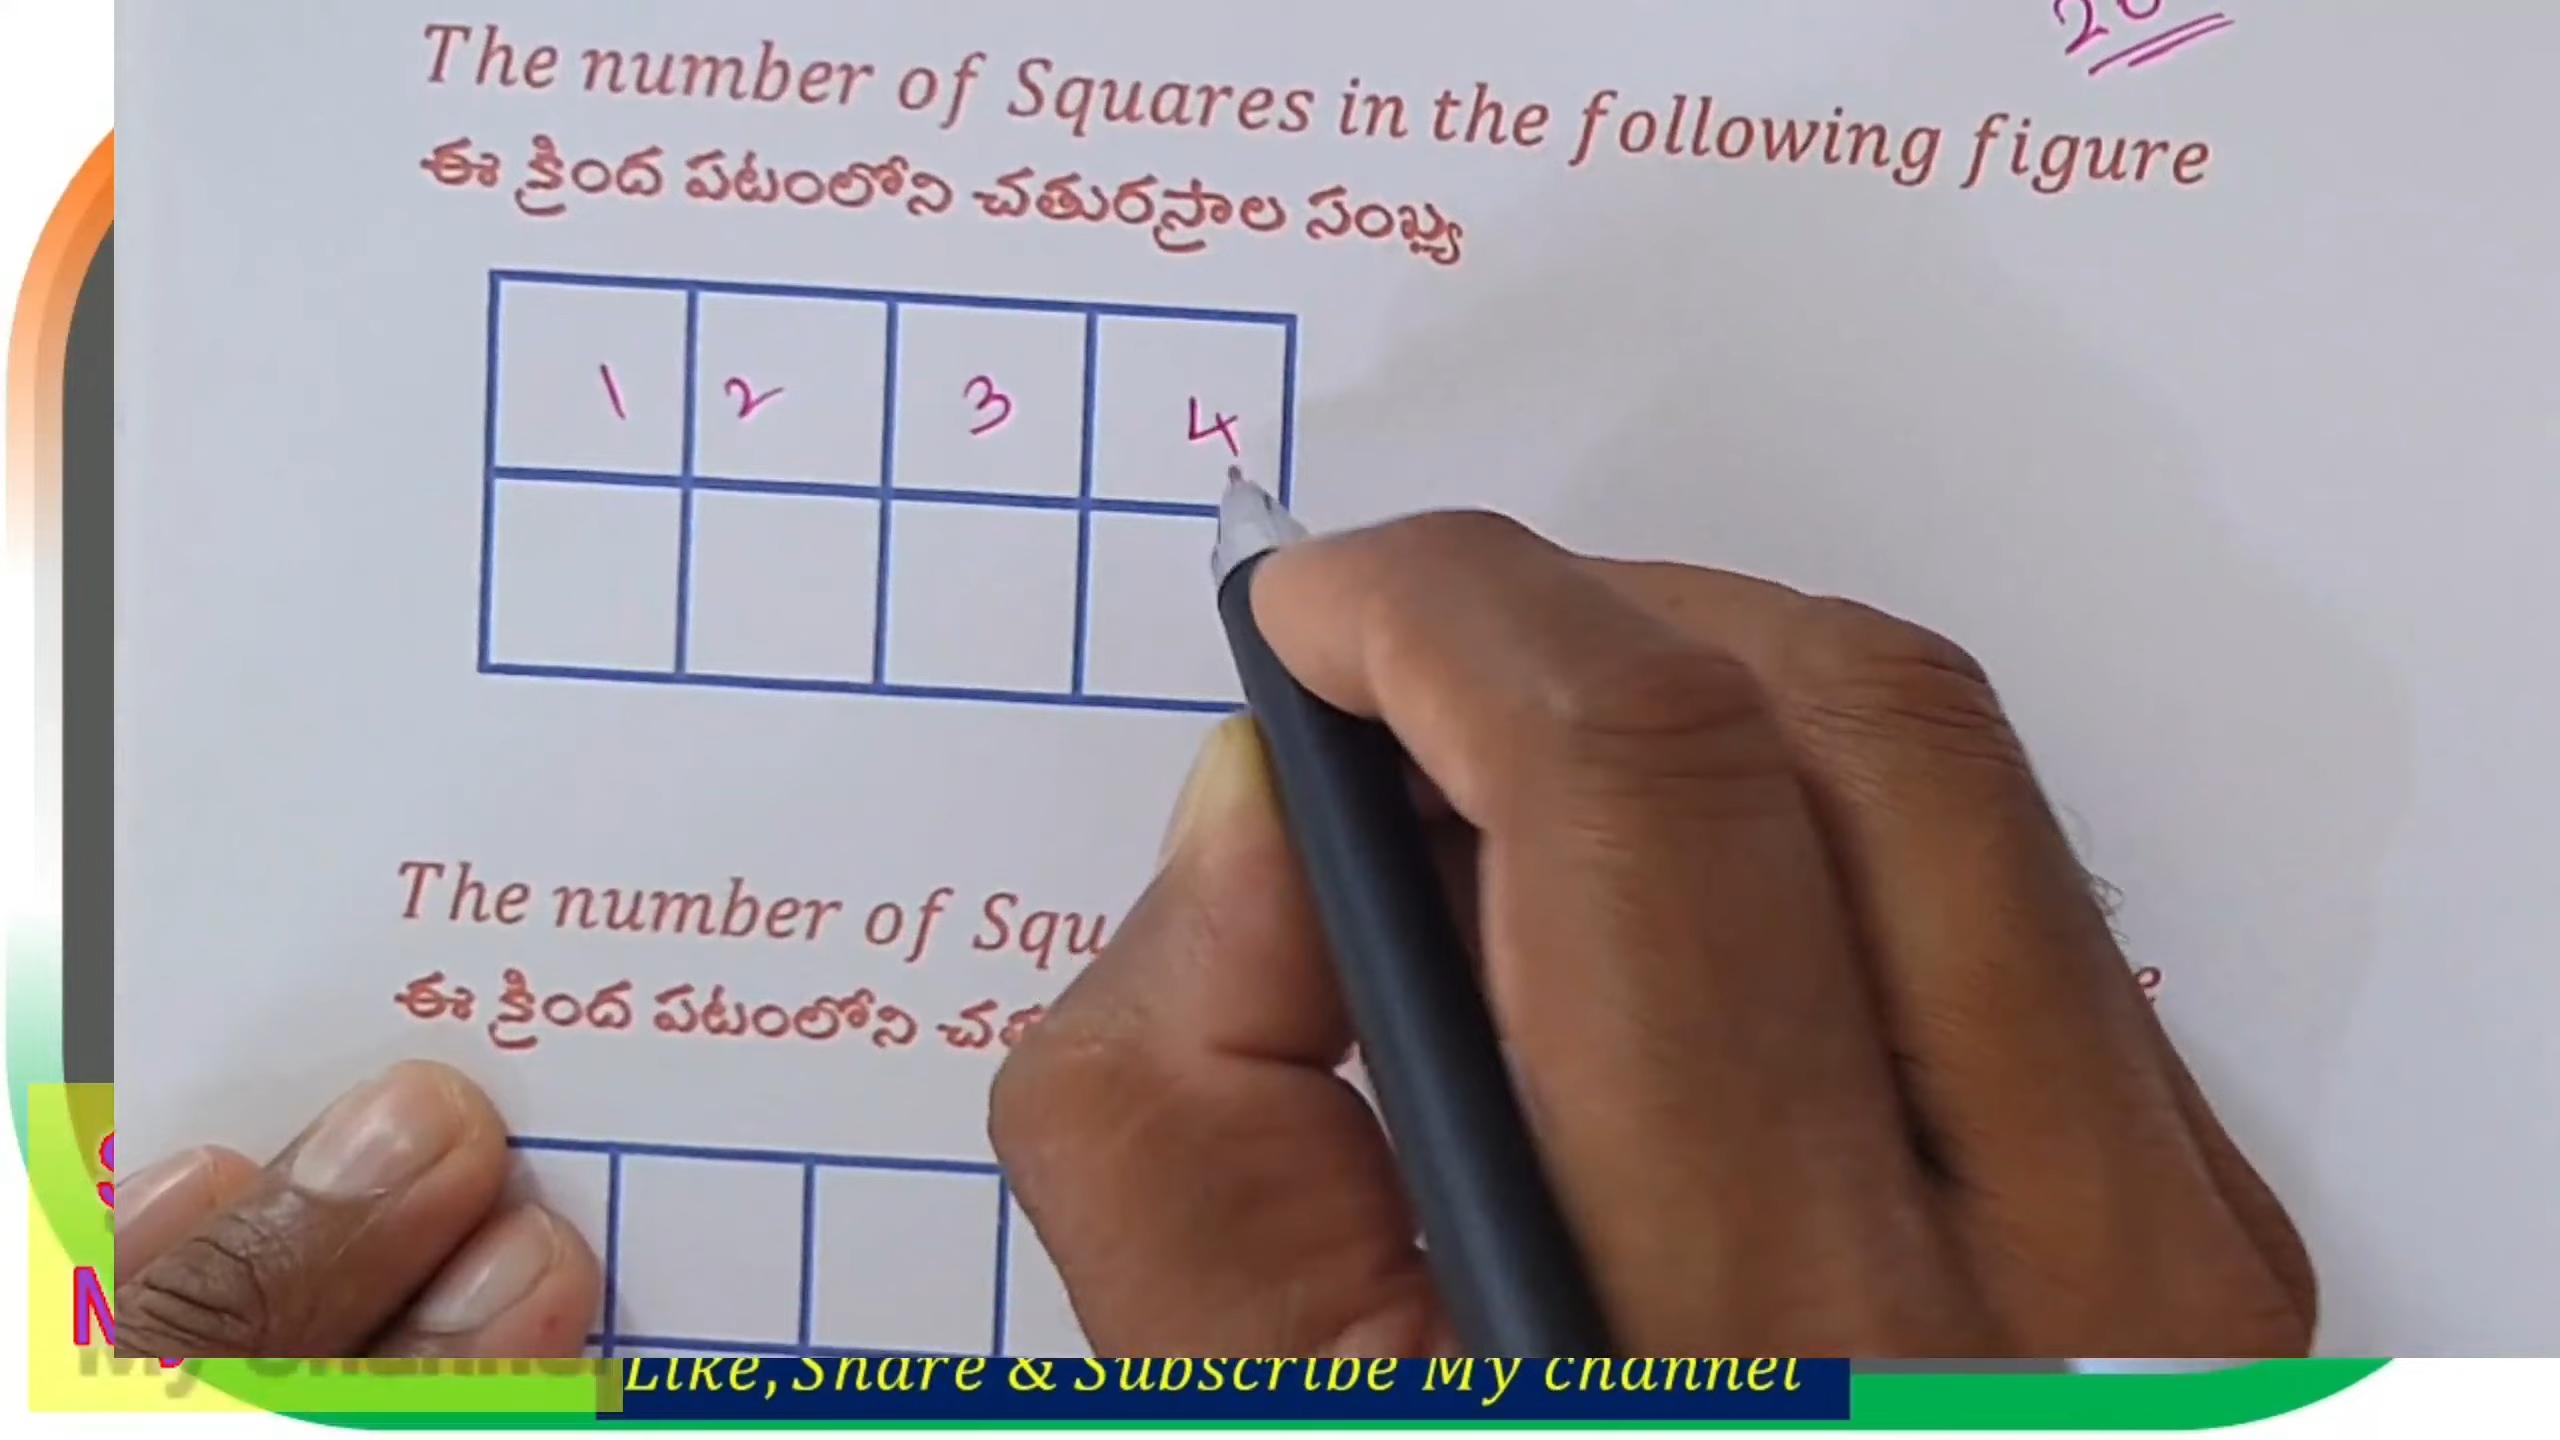 The number of Squares in the following figure
ఈ క్రింద పటంలోని చతురస్రాల సంఖ్య
1 2 3 4
The number of
ఈ క్రింద పటంలోని
Like, Share & Subscribe My channel